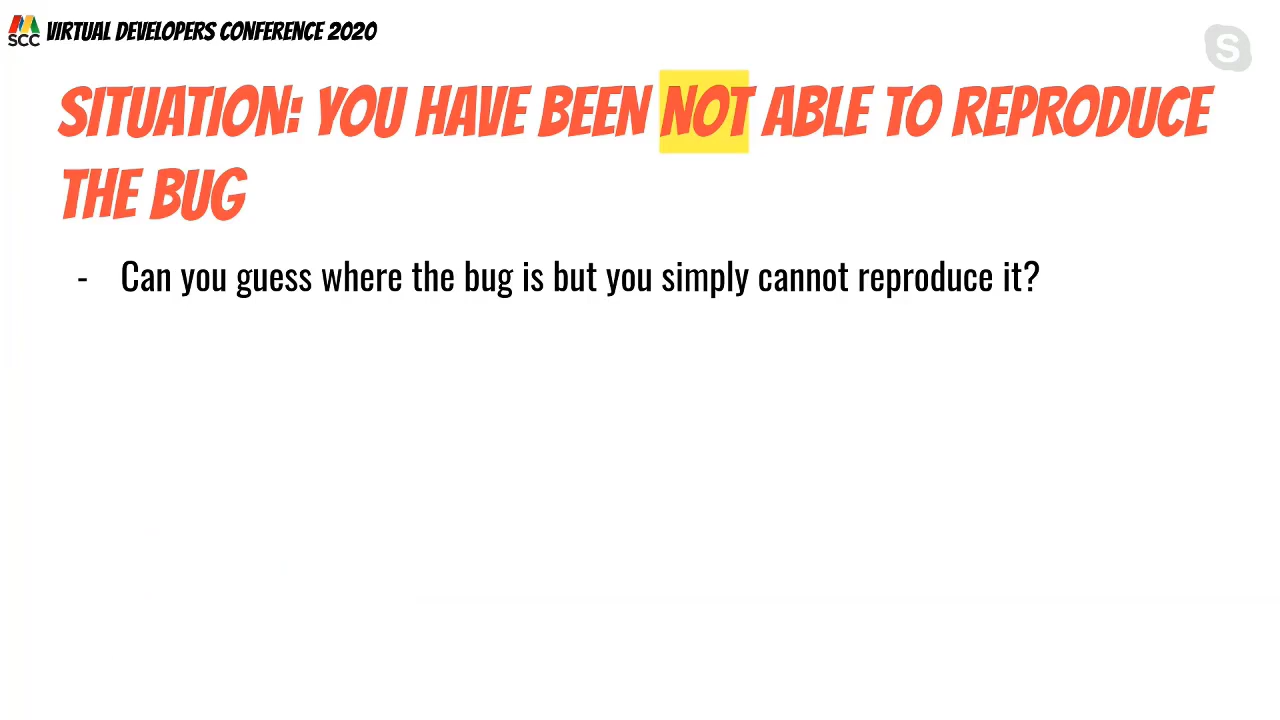 SCC VIRTUAL DEVELOPERS CONFERENCE 2020
S
SITUATION: YOU HAVE BEEN NOT ABLE TO REPRODUCE
THE BUG
- Can you guess where the bug is but you simply cannot reproduce it?